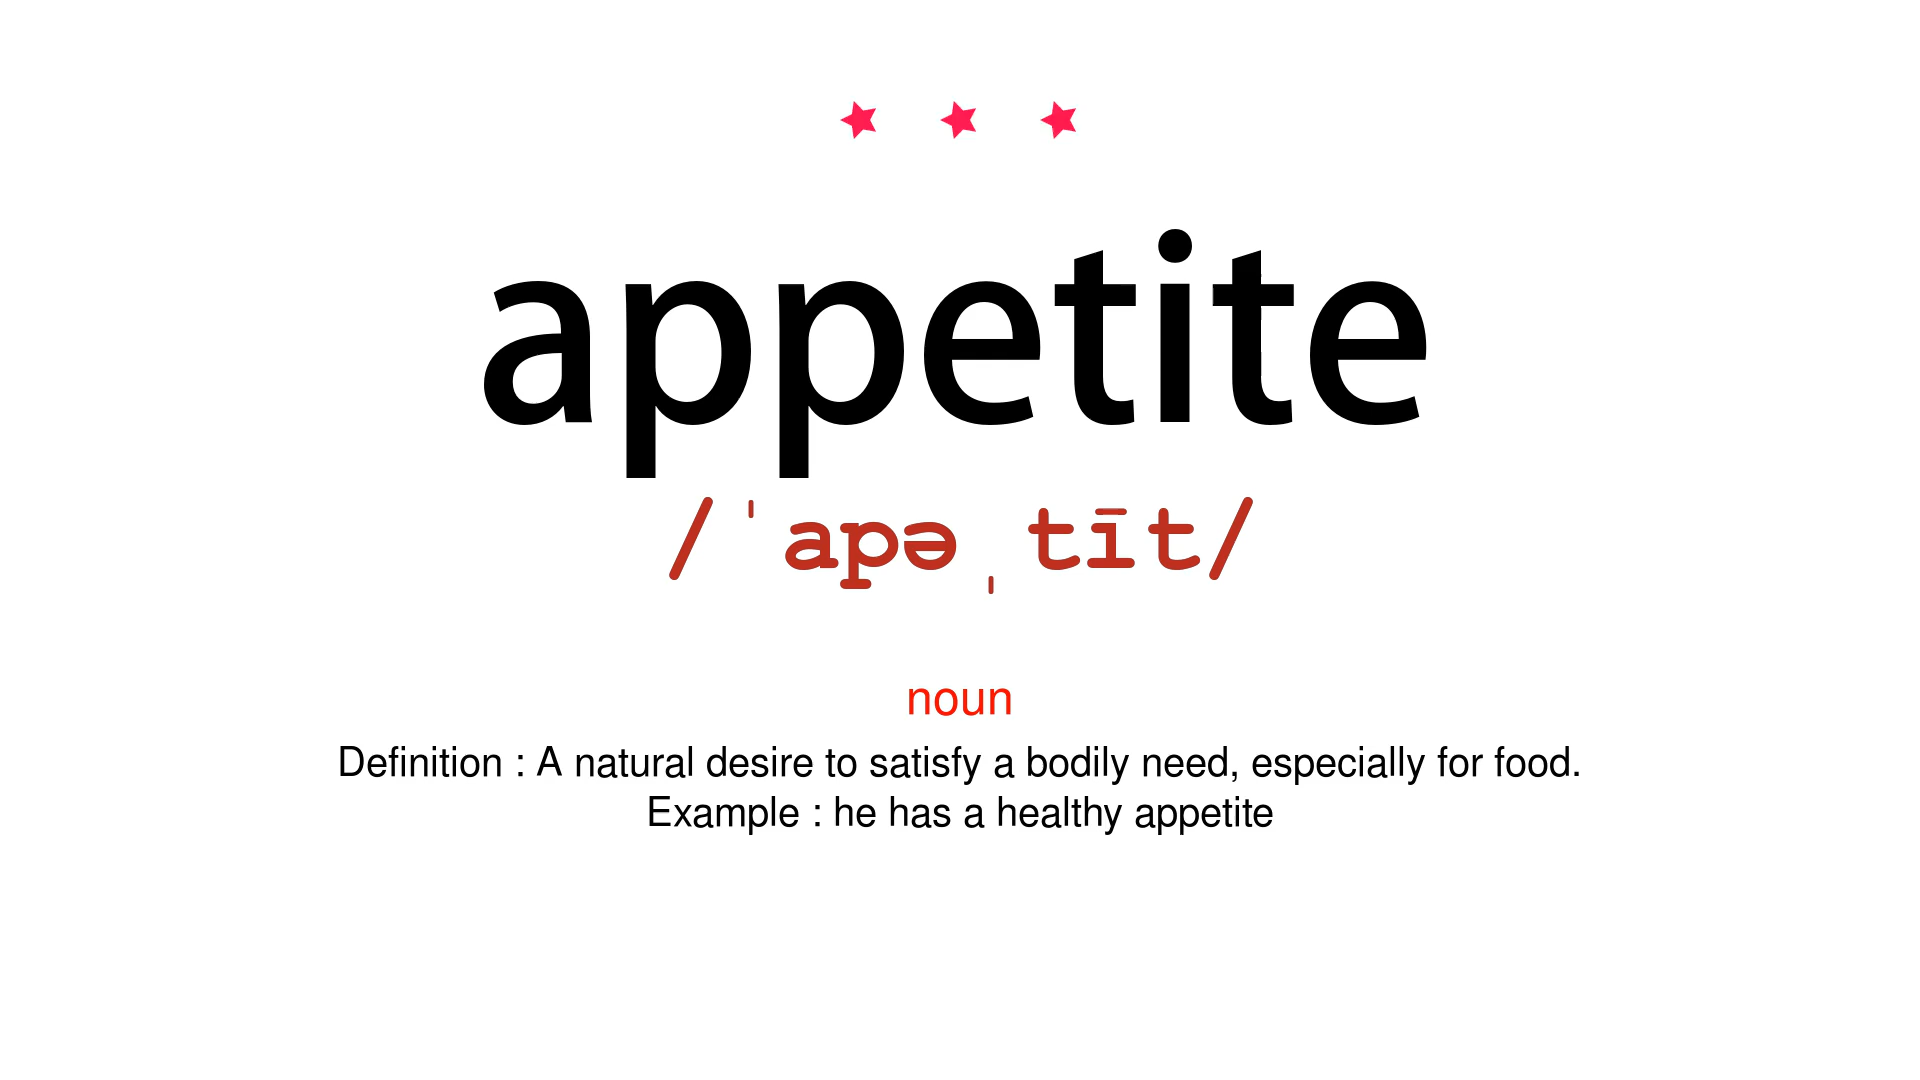 appetite
/ˈapəˌtīt/
noun
Definition : A natural desire to satisfy a bodily need, especially for food.
Example : he has a healthy appetite